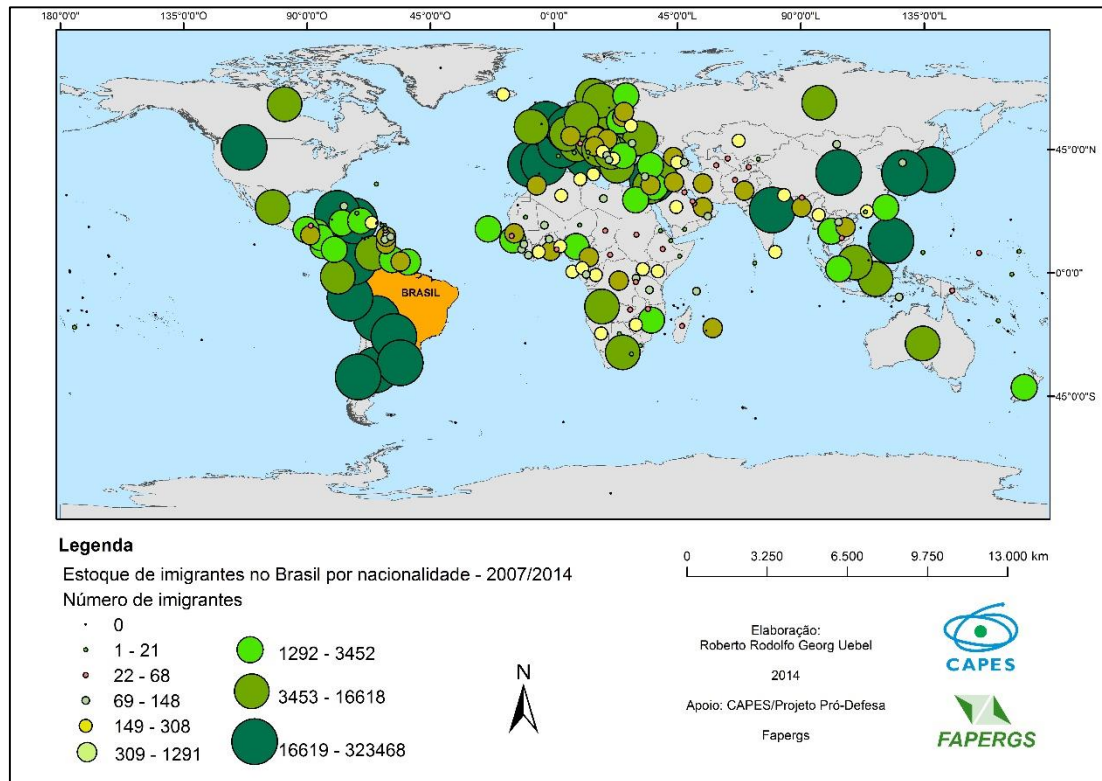 180°0'0" 135°0'0"O 90°0'0"O 45°0'0"O 0°0'0" 45°0'0"L 90°0'0"L 135°0'0"L
45°0'0"N
0°0'0"
45°0'0"S
BRASIL
Legenda
Estoque de imigrantes no Brasil por nacionalidade - 2007/2014
Número de imigrantes
0
1 - 21
22 - 68
69 - 148
149 - 308
309 - 1291
1292 - 3452
3453 - 16618
16619 - 323468
N
0 3.250 6.500 9.750 13.000 km
Elaboração:
Roberto Rodolfo Georg Uebel
2014
Apoio: CAPES/Projeto Pró-Defesa
Fapergs
CAPES
FAPERGS